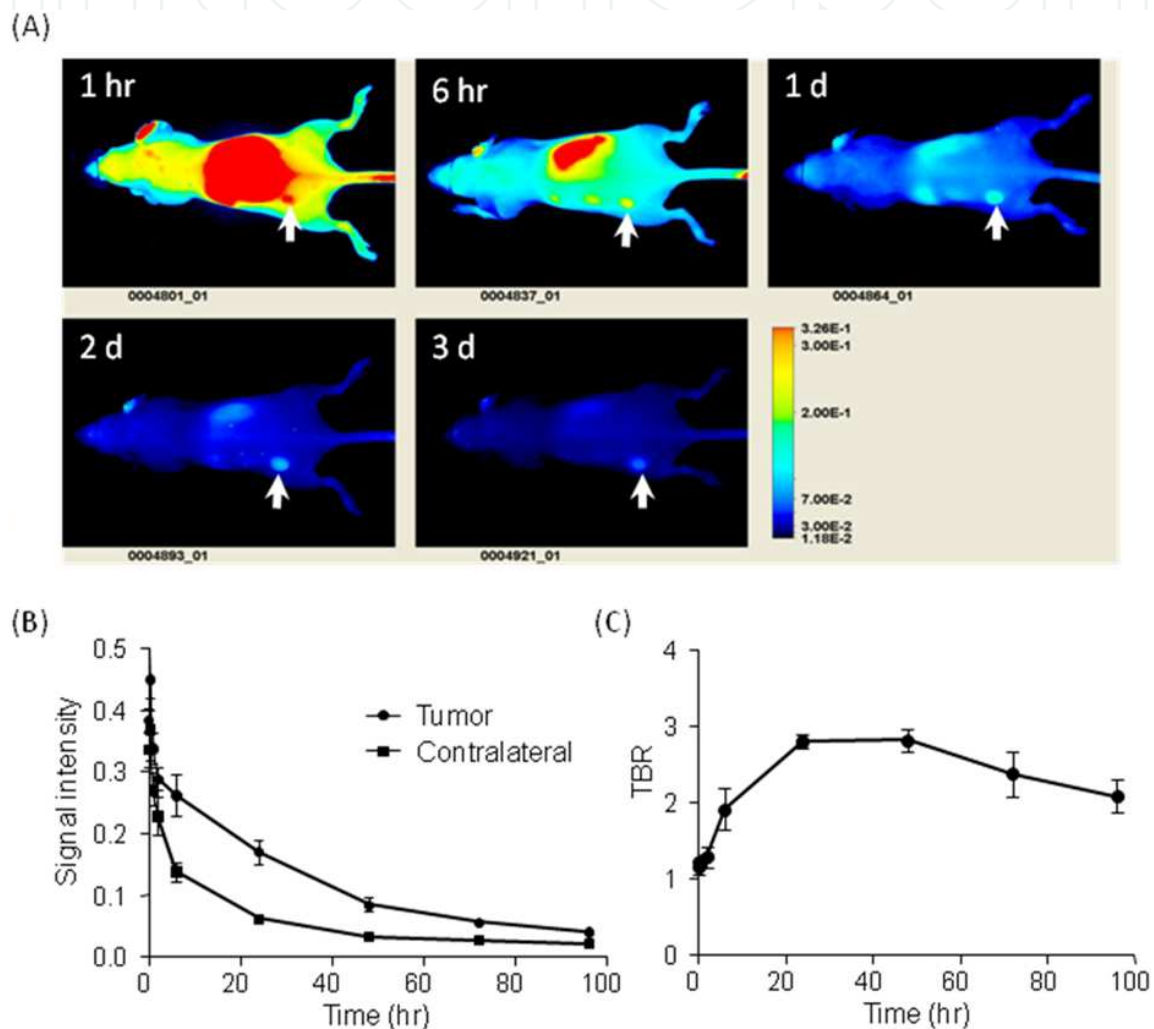 (A)
1 hr
6 hr
1 d
0004801_01
0004837_01
0004864_01
2 d
3 d
3.26E-1
3.00E-1
2.00E-1
7.00E-2
3.00E-2
1.18E-2
0004893_01
0004921_01
(B)
0.5
0.4
0.3
0.2
0.1
0.0
Signal intensity
Tumor
Contralateral
0 20 40 60 80 100
Time (hr)
(C)
4
3
2
1
0
TBR
0 20 40 60 80 100
Time (hr)